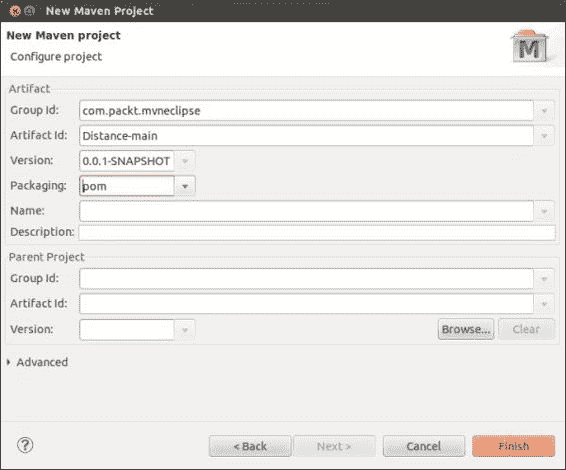 New Maven Project
New Maven project
Configure project
M
Artifact
Group Id: com.packt.mvneclipse
Artifact Id: Distance-main
Version: 0.0.1-SNAPSHOT
Packaging: pom
Name:
Description:
Parent Project
Group Id:
Artifact Id:
Version: Browse... Clear
Advanced
? < Back Next > Cancel Finish